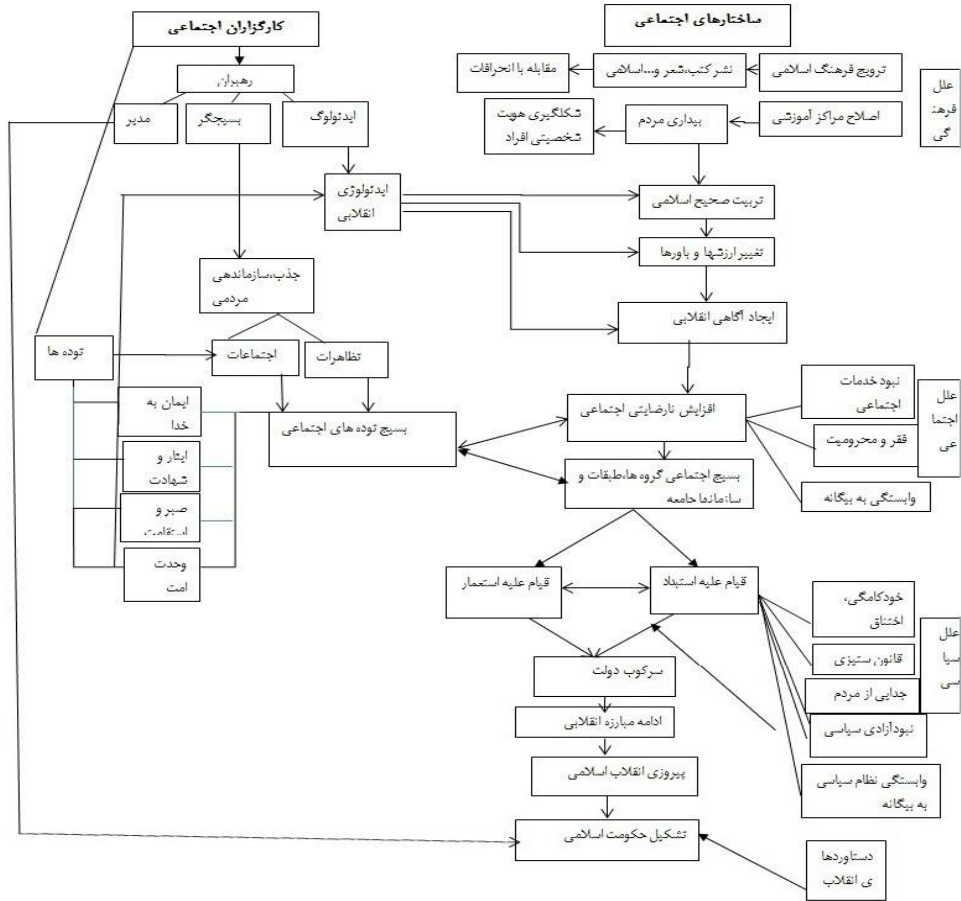 ساختارهای اجتماعی
کارگزاران اجتماعی
علل
فرهن
گی
ترویج فرهنگ اسلامی
نشر کتب،شعر و...اسلامی
مقابله با انحرافات
اصلاح مراکز آموزشی
بیداری مردم
شکلگیری هویت
شخصیتی افراد
تربیت صحیح اسلامی
تغییر ارزشها و باورها
ایجاد آگاهی انقلابی
رهبران
ایدئولوگ
بسیجگر
مدیر
ایدئولوژی
انقلابی
جذب،سازماندهی
مردمی
تظاهرات
اجتماعات
توده ها
ایمان به
خدا
ایثار و
شهادت
صبر و
استقامت
وحدت
امت
بسیج توده های اجتماعی
افزایش نارضایتی اجتماعی
علل
اجتما
عی
نبود خدمات
اجتماعی
فقر و محرومیت
وابستگی به بیگانه
بسیج اجتماعی گروه ها،طبقات و
سازمانها جامعه
قیام علیه استبداد
قیام علیه استعمار
علل
سیا
سی
خودکامگی،
اختناق
قانون ستیزی
جدایی از مردم
نبودآزادی سیاسی
وابستگی نظام سیاسی
به بیگانه
سرکوب دولت
ادامه مبارزه انقلابی
پیروزی انقلاب اسلامی
تشکیل حکومت اسلامی
دستاوردها
ی انقلاب